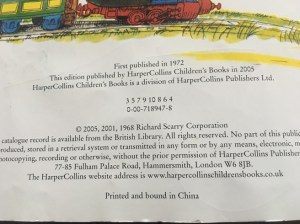 First published in 1972
This edition published by HarperCollins Children's Books in 2005
HarperCollins Children's Books is a division of HarperCollins Publishers Ltd.
3 5 7 9 10 8 6 4
0-00-718947-8
© 2005, 2001, 1968 Richard Scarry Corporation
catalogue record is available from the British Library. All rights reserved. No part of this public
oduced, stored in a retrieval system or transmitted in any form or by any means, electronic, m
hotocopying, recording or otherwise, without the prior permission of HarperCollins Publisher
77-85 Fulham Palace Road, Hammersmith, London W6 8JB.
The HarperCollins website address is www.harpercollinschildrensbooks.co.uk
Printed and bound in China